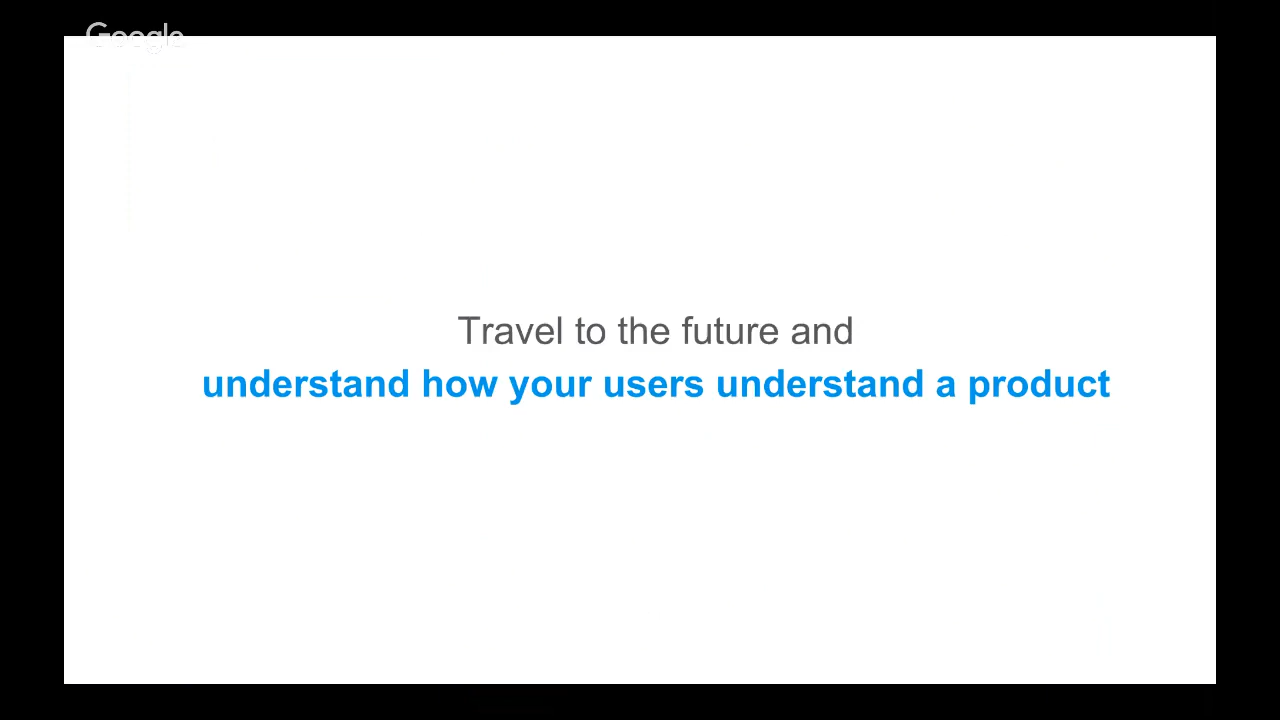 Google
Travel to the future and
understand how your users understand a product